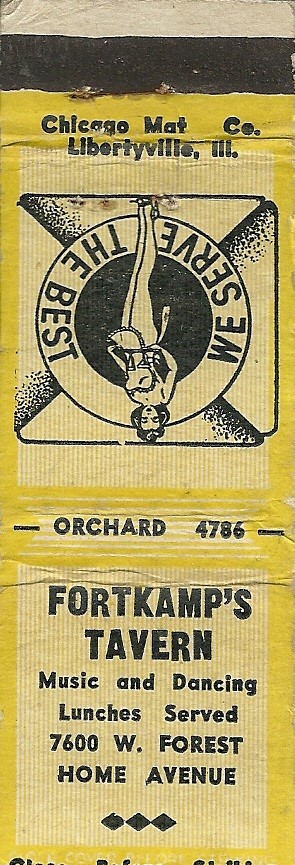 Chicago Mat Co.
Libertyville, Ill.
WE SERVE THE BEST
ORCHARD 4786
FORTKAMP'S
TAVERN
Music and Dancing
Lunches Served
7600 W. FOREST
HOME AVENUE